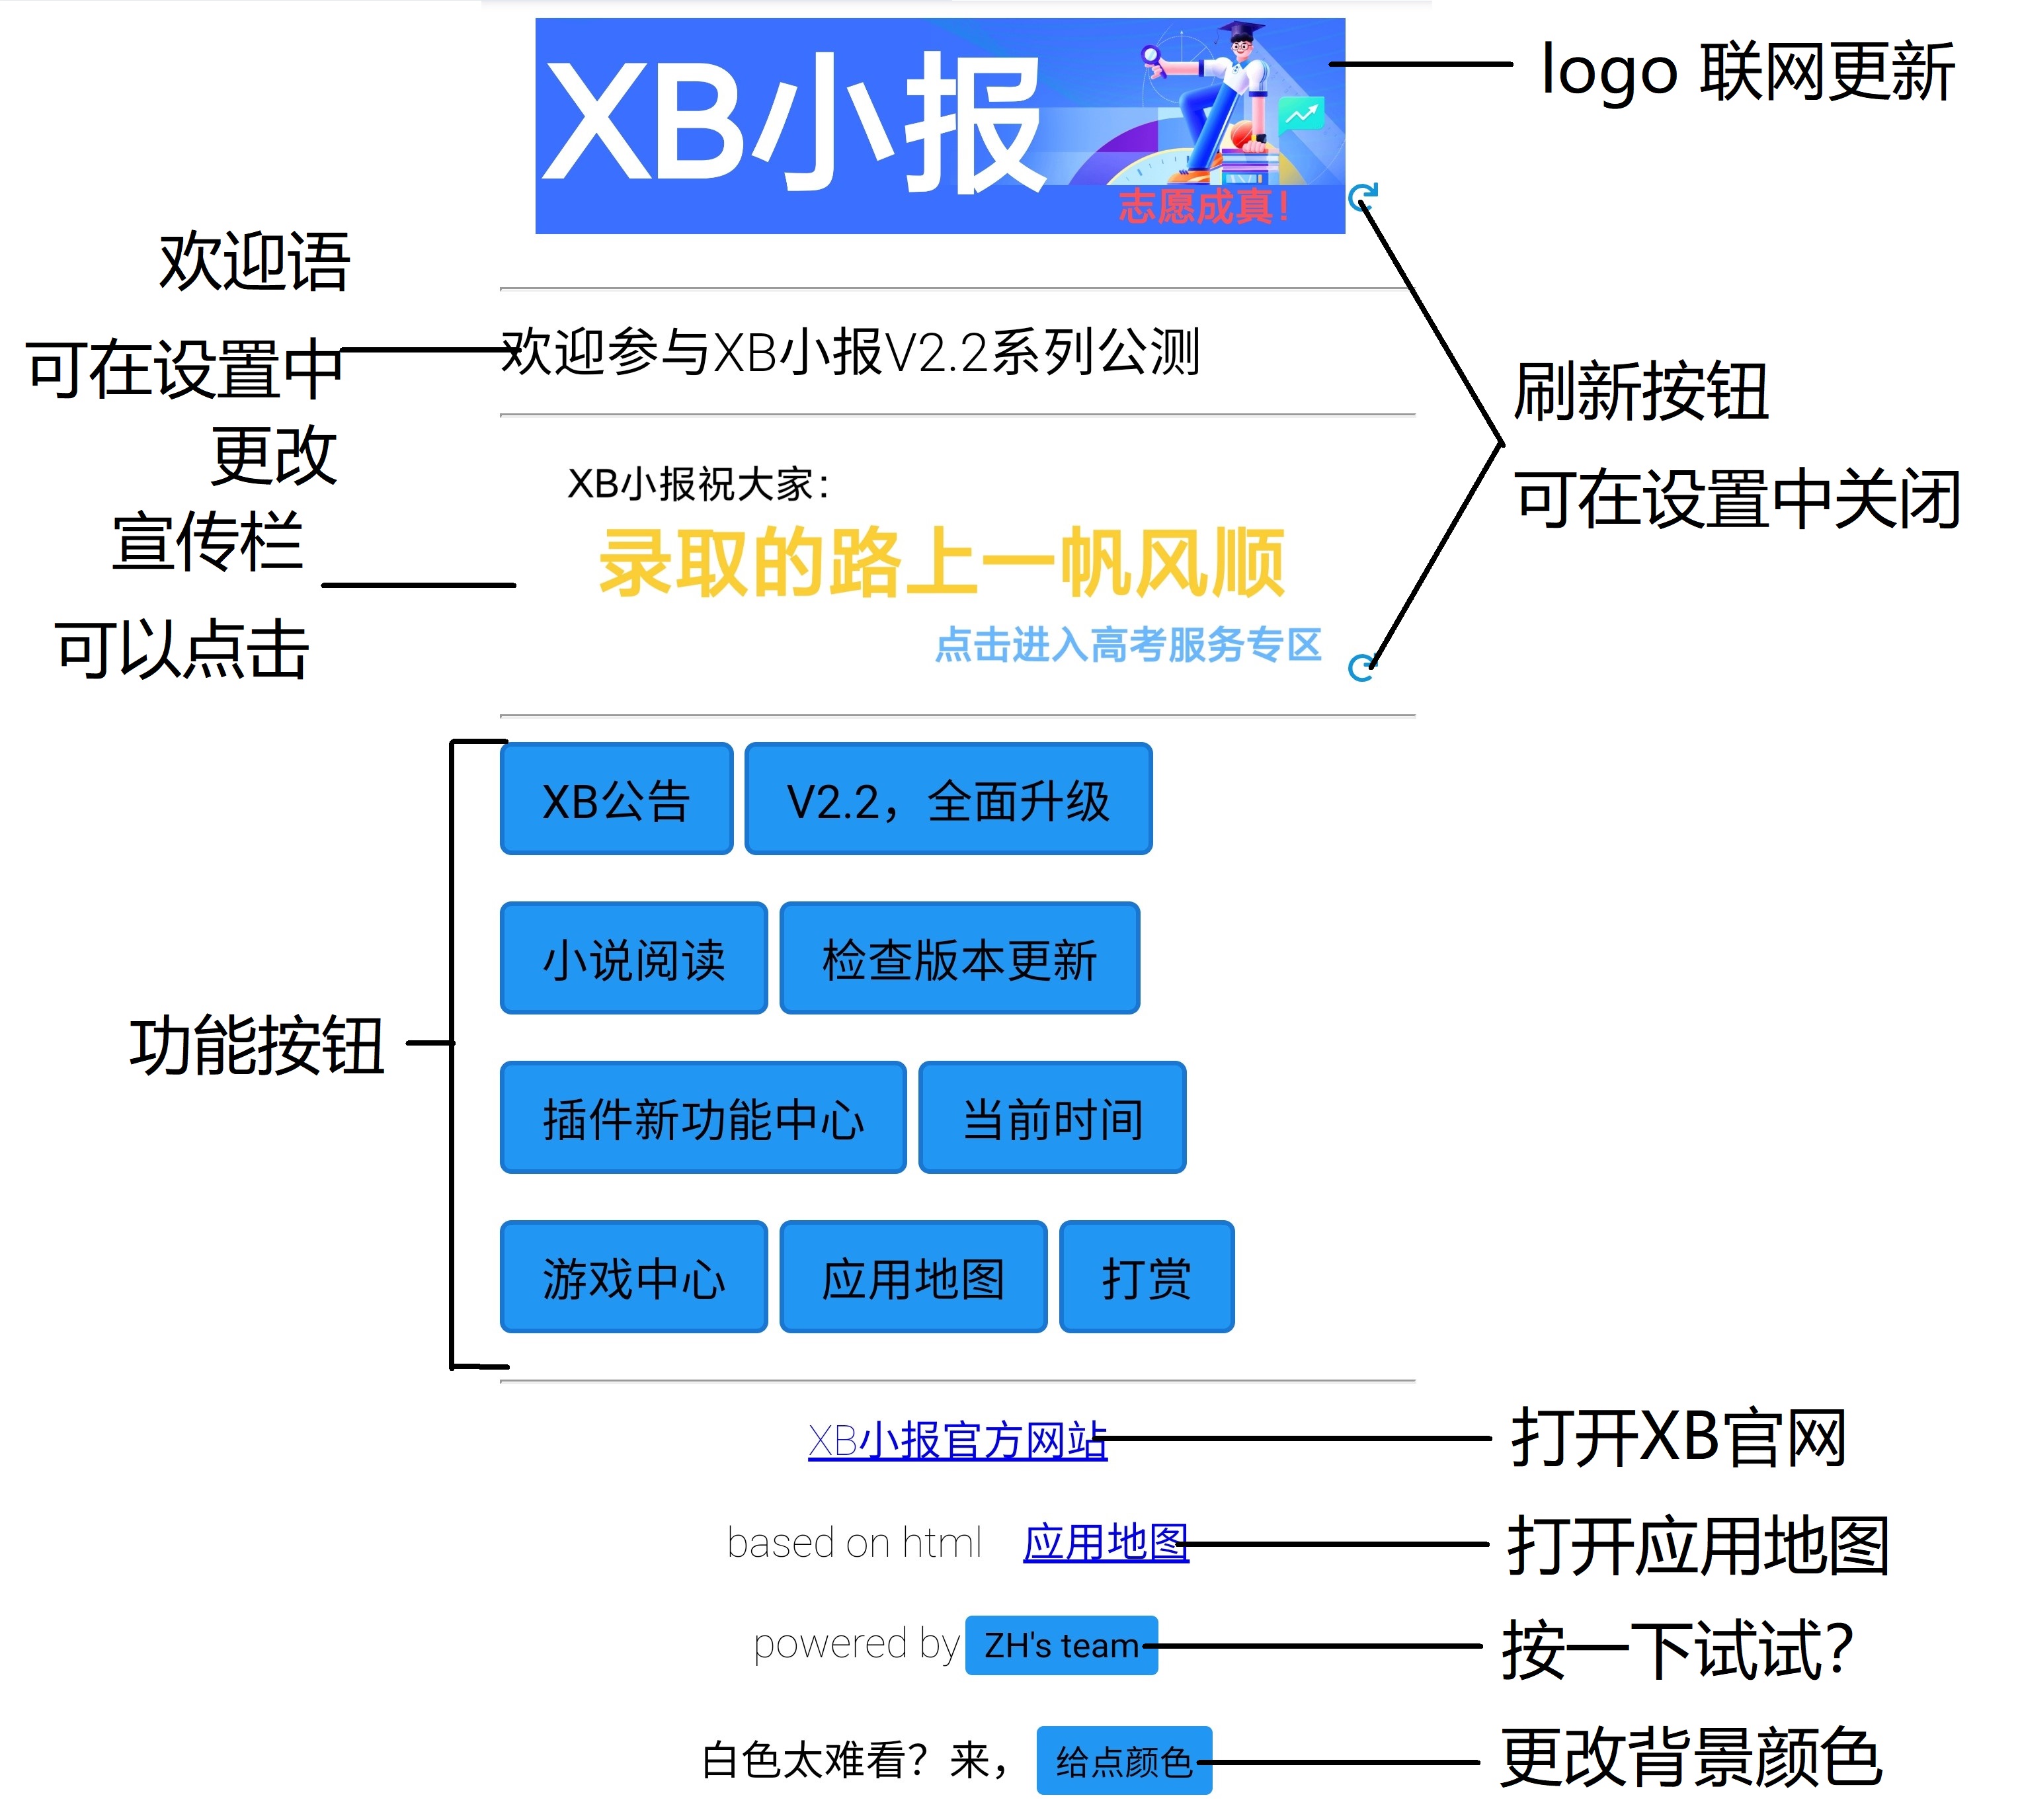 XB小报
志愿成真!
logo 联网更新
欢迎语
可在设置中
更改
欢迎参与XB小报V2.2系列公测
刷新按钮
可在设置中关闭
宣传栏
可以点击
XB小报祝大家：
录取的路上一帆风顺
点击进入高考服务专区
功能按钮
XB公告 V2.2，全面升级
小说阅读 检查版本更新
插件新功能中心 当前时间
游戏中心 应用地图 打赏
XB小报官方网站 打开XB官网
based on html 应用地图 打开应用地图
powered by ZH's team 按一下试试?
白色太难看？来， 给点颜色 更改背景颜色